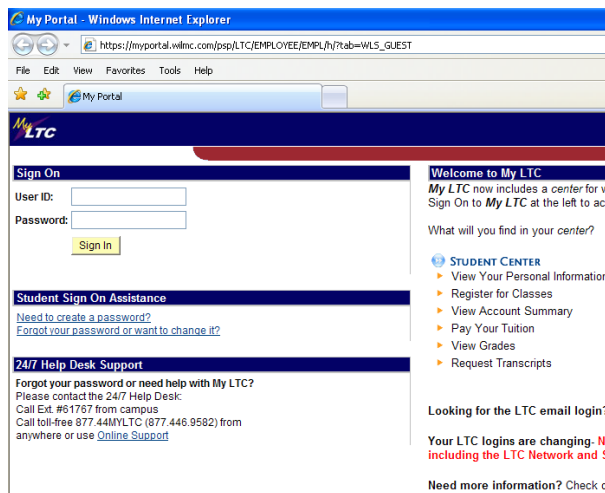 My Portal - Windows Internet Explorer
https://myportal.wilmc.com/psp/LTC/EMPLOYEE/EMPL/h/?tab=WLS_GUEST
File Edit View Favorites Tools Help
My Portal
My LTC
Sign On
User ID:
Password:
Sign In
Student Sign On Assistance
Need to create a password?
Forgot your password or want to change it?
24/7 Help Desk Support
Forgot your password or need help with My LTC?
Please contact the 24/7 Help Desk:
Call Ext. #61767 from campus
Call toll-free 877.44MYLTC (877.446.9582) from
anywhere or use Online Support
Welcome to My LTC
My LTC now includes a center for
Sign On to My LTC at the left to
What will you find in your center?
STUDENT CENTER
View Your Personal Information
Register for Classes
View Account Summary
Pay Your Tuition
View Grades
Request Transcripts
Looking for the LTC email login?
Your LTC logins are changing-
including the LTC Network and
Need more information? Check